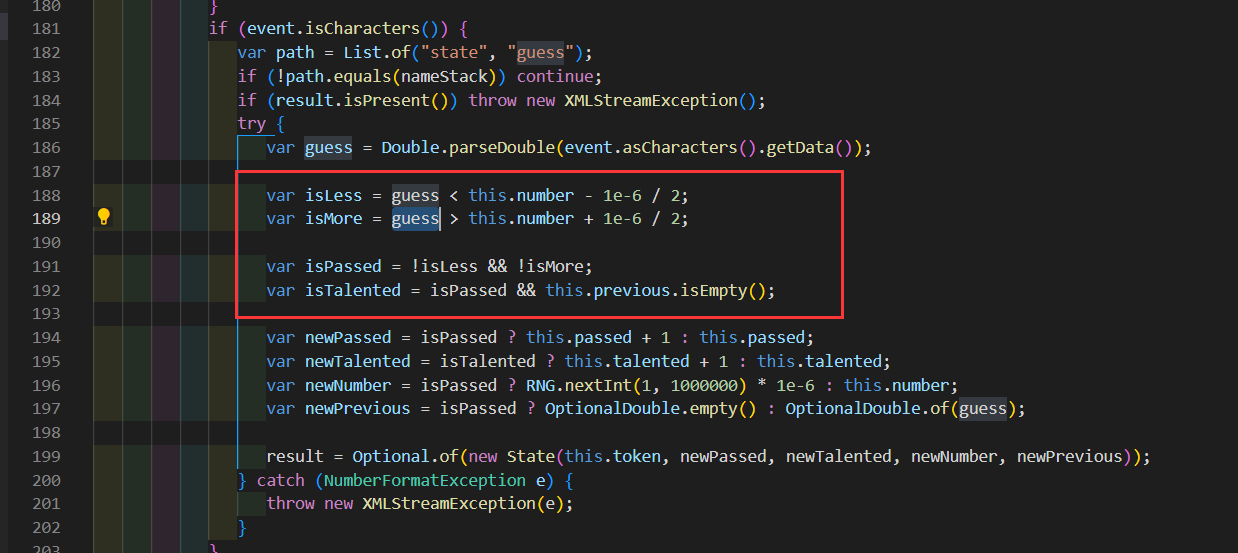 180 }
181 if (event.isCharacters()) {
182 var path = List.of("state", "guess");
183 if (!path.equals(nameStack)) continue;
184 if (result.isPresent()) throw new XMLStreamException();
185 try {
186 var guess = Double.parseDouble(event.asCharacters().getData());
187
188 var isLess = guess < this.number - 1e-6 / 2;
189 var isMore = guess > this.number + 1e-6 / 2;
190
191 var isPassed = !isLess && !isMore;
192 var isTalented = isPassed && this.previous.isEmpty();
193
194 var newPassed = isPassed ? this.passed + 1 : this.passed;
195 var newTalented = isTalented ? this.talented + 1 : this.talented;
196 var newNumber = isPassed ? RNG.nextInt(1, 1000000) * 1e-6 : this.number;
197 var newPrevious = isPassed ? OptionalDouble.empty() : OptionalDouble.of(guess);
198
199 result = Optional.of(new State(this.token, newPassed, newTalented, newNumber, newPrevious));
200 } catch (NumberFormatException e) {
201 throw new XMLStreamException(e);
202 }
203 }